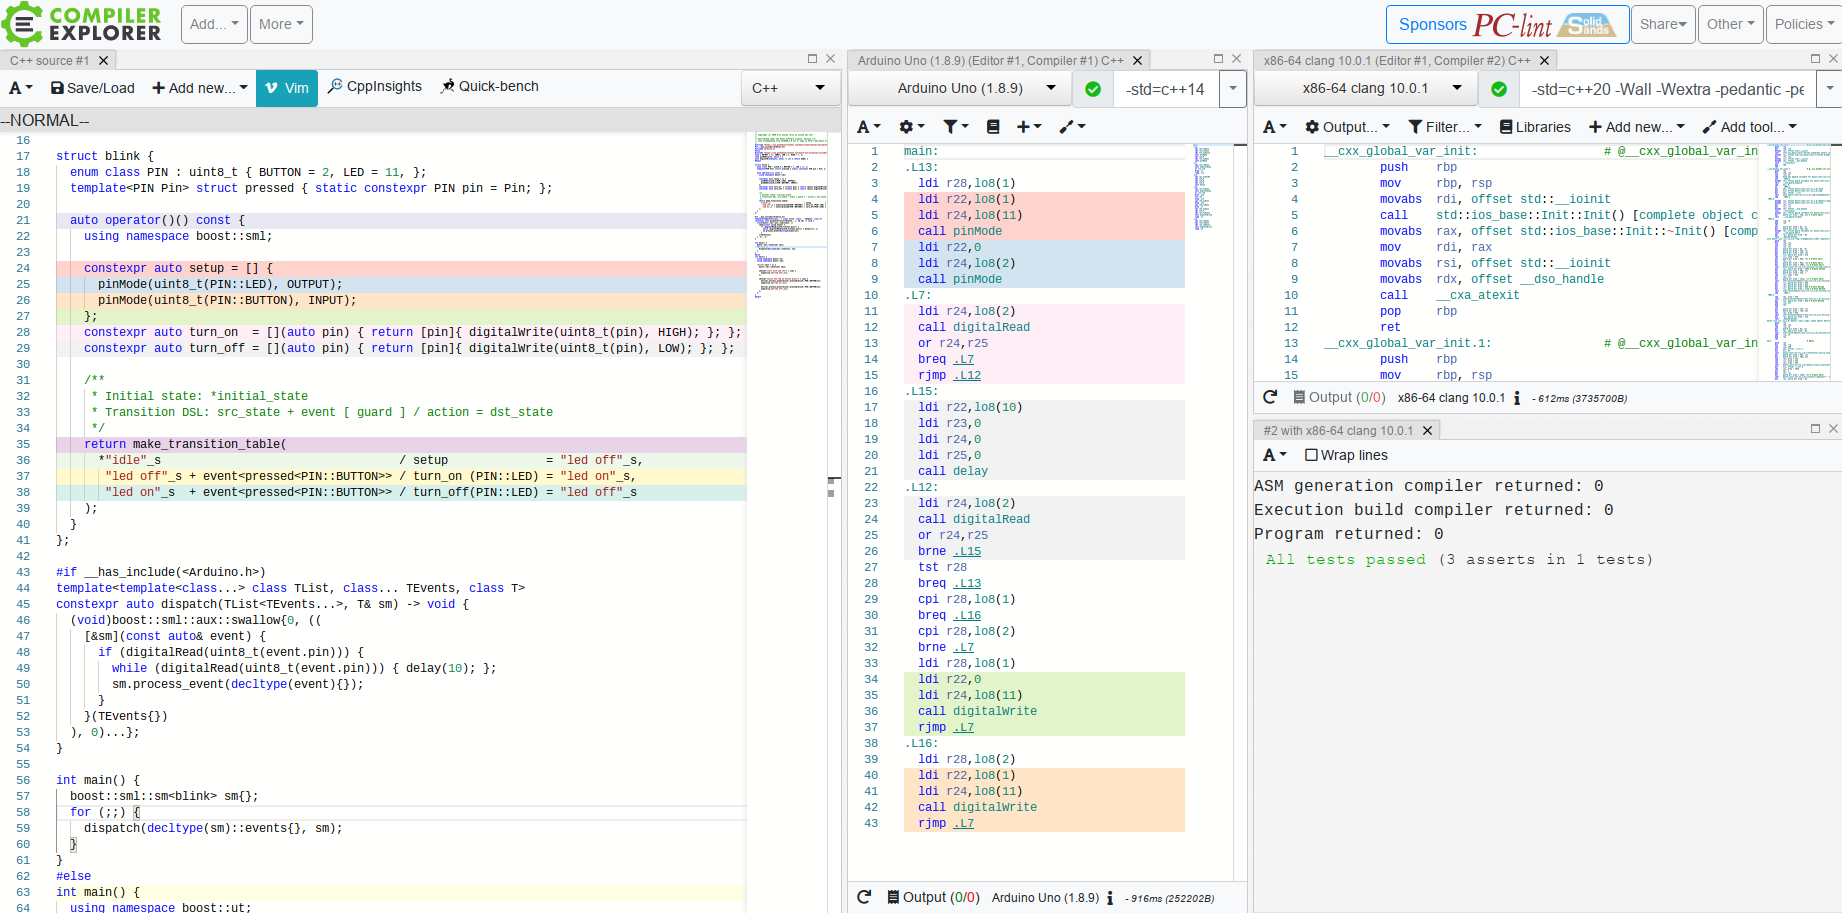 COMPILER EXPLORER
Add...
More
Sponsors PC-lint Solid Sands
Share
Other
Policies
C++ source #1
A
Save/Load
Add new...
Vim
CppInsights
Quick-bench
C++
--NORMAL--
16
17 struct blink {
18   enum class PIN : uint8_t { BUTTON = 2, LED = 11, };
19   template<PIN Pin> struct pressed { static constexpr PIN pin = Pin; };
20
21   auto operator()() const {
22     using namespace boost::sml;
23
24     constexpr auto setup = [] {
25       pinMode(uint8_t(PIN::LED), OUTPUT);
26       pinMode(uint8_t(PIN::BUTTON), INPUT);
27     };
28     constexpr auto turn_on  = [](auto pin) { return [pin]{ digitalWrite(uint8_t(pin), HIGH); }; };
29     constexpr auto turn_off = [](auto pin) { return [pin]{ digitalWrite(uint8_t(pin), LOW); }; };
30
31     /**
32      * Initial state: *initial_state
33      * Transition DSL: src_state + event [ guard ] / action = dst_state
34      */
35     return make_transition_table(
36       *"idle"_s                                  / setup          = "led off"_s,
37        "led off"_s + event<pressed<PIN::BUTTON>> / turn_on (PIN::LED) = "led on"_s,
38        "led on"_s  + event<pressed<PIN::BUTTON>> / turn_off(PIN::LED) = "led off"_s
39     );
40   }
41 };
42
43 #if __has_include(<Arduino.h>)
44 template<template<class...> class TList, class... TEvents, class T>
45 constexpr auto dispatch(TList<TEvents...>, T& sm) -> void {
46   (void)boost::sml::aux::swallow{0, ((
47     [&sm](const auto& event) {
48       if (digitalRead(uint8_t(event.pin))) {
49         while (digitalRead(uint8_t(event.pin))) { delay(10); };
50         sm.process_event(decltype(event){});
51       }
52     }(TEvents{})
53   ), 0)...};
54 }
55
56 int main() {
57   boost::sml::sm<blink> sm{};
58   for (;;) {
59     dispatch(decltype(sm)::events{}, sm);
60   }
61 }
62 #else
63 int main() {
64   using namespace boost::ut;
Arduino Uno (1.8.9) (Editor #1, Compiler #1) C++
Arduino Uno (1.8.9)
-std=c++14
A
1 main:
2 .L13:
3   ldi r28,lo8(1)
4   ldi r22,lo8(1)
5   ldi r24,lo8(11)
6   call pinMode
7   ldi r22,0
8   ldi r24,lo8(2)
9   call pinMode
10 .L7:
11   ldi r24,lo8(2)
12   call digitalRead
13   or r24,r25
14   breq .L7
15   rjmp .L12
16 .L15:
17   ldi r22,lo8(10)
18   ldi r23,0
19   ldi r24,0
20   ldi r25,0
21   call delay
22 .L12:
23   ldi r24,lo8(2)
24   call digitalRead
25   or r24,r25
26   brne .L15
27   tst r28
28   breq .L13
29   cpi r28,lo8(1)
30   breq .L16
31   cpi r28,lo8(2)
32   brne .L7
33   ldi r28,lo8(1)
34   ldi r22,0
35   ldi r24,lo8(11)
36   call digitalWrite
37   rjmp .L7
38 .L16:
39   ldi r28,lo8(2)
40   ldi r22,lo8(1)
41   ldi r24,lo8(11)
42   call digitalWrite
43   rjmp .L7
Output (0/0) Arduino Uno (1.8.9) i - 916ms (252202B)
x86-64 clang 10.0.1 (Editor #1, Compiler #2) C++
x86-64 clang 10.0.1
-std=c++20 -Wall -Wextra -pedantic -pe
A
Output...
Filter...
Libraries
Add new...
Add tool...
1 __cxx_global_var_init:                  # @__cxx_global_var_in
2         push    rbp
3         mov     rbp, rsp
4         movabs  rdi, offset std::__ioinit
5         call    std::ios_base::Init::Init() [complete object c
6         movabs  rax, offset std::ios_base::Init::~Init() [comp
7         mov     rdi, rax
8         movabs  rsi, offset std::__ioinit
9         movabs  rdx, offset __dso_handle
10        call    __cxa_atexit
11        pop     rbp
12        ret
13 __cxx_global_var_init.1:                # @__cxx_global_var_in
14        push    rbp
15        mov     rbp, rsp
Output (0/0) x86-64 clang 10.0.1 i - 612ms (3735700B)
#2 with x86-64 clang 10.0.1
A
Wrap lines
ASM generation compiler returned: 0
Execution build compiler returned: 0
Program returned: 0
All tests passed (3 asserts in 1 tests)